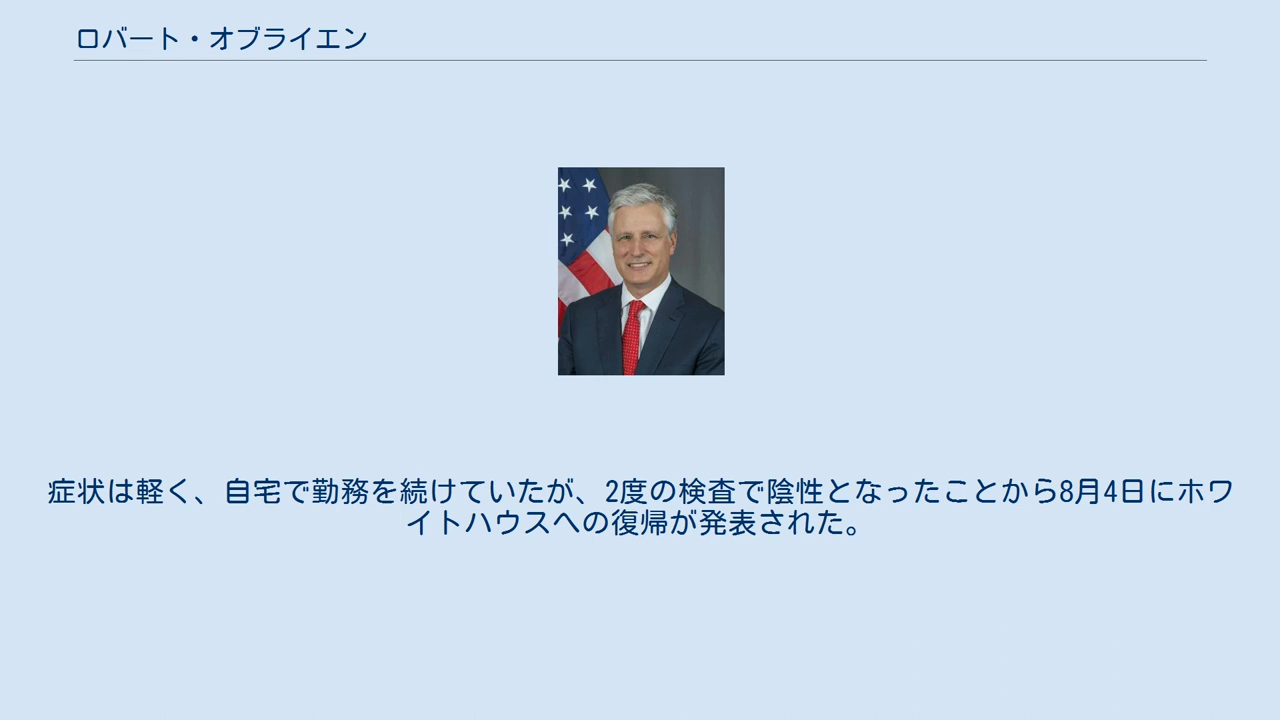 ロバート・オブライエン
症状は軽く、自宅で勤務を続けていたが、2度の検査で陰性となったことから8月4日にホワ
イトハウスへの復帰が発表された。